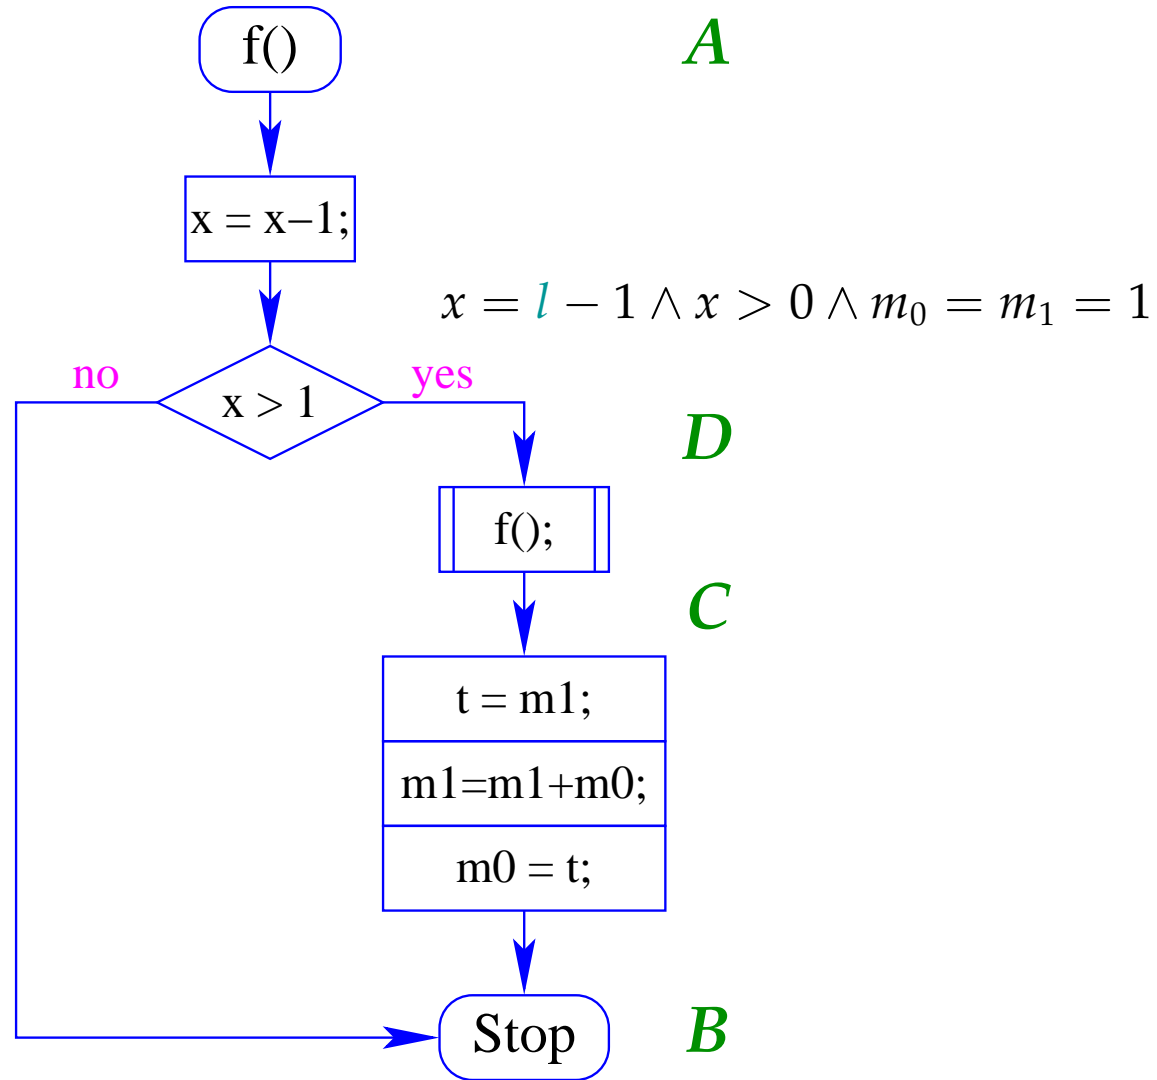 f()
A
x = x−1;
x = l − 1 ∧ x > 0 ∧ m₀ = m₁ = 1
no
yes
x > 1
D
f();
C
t = m1;
m1=m1+m0;
m0 = t;
Stop
B